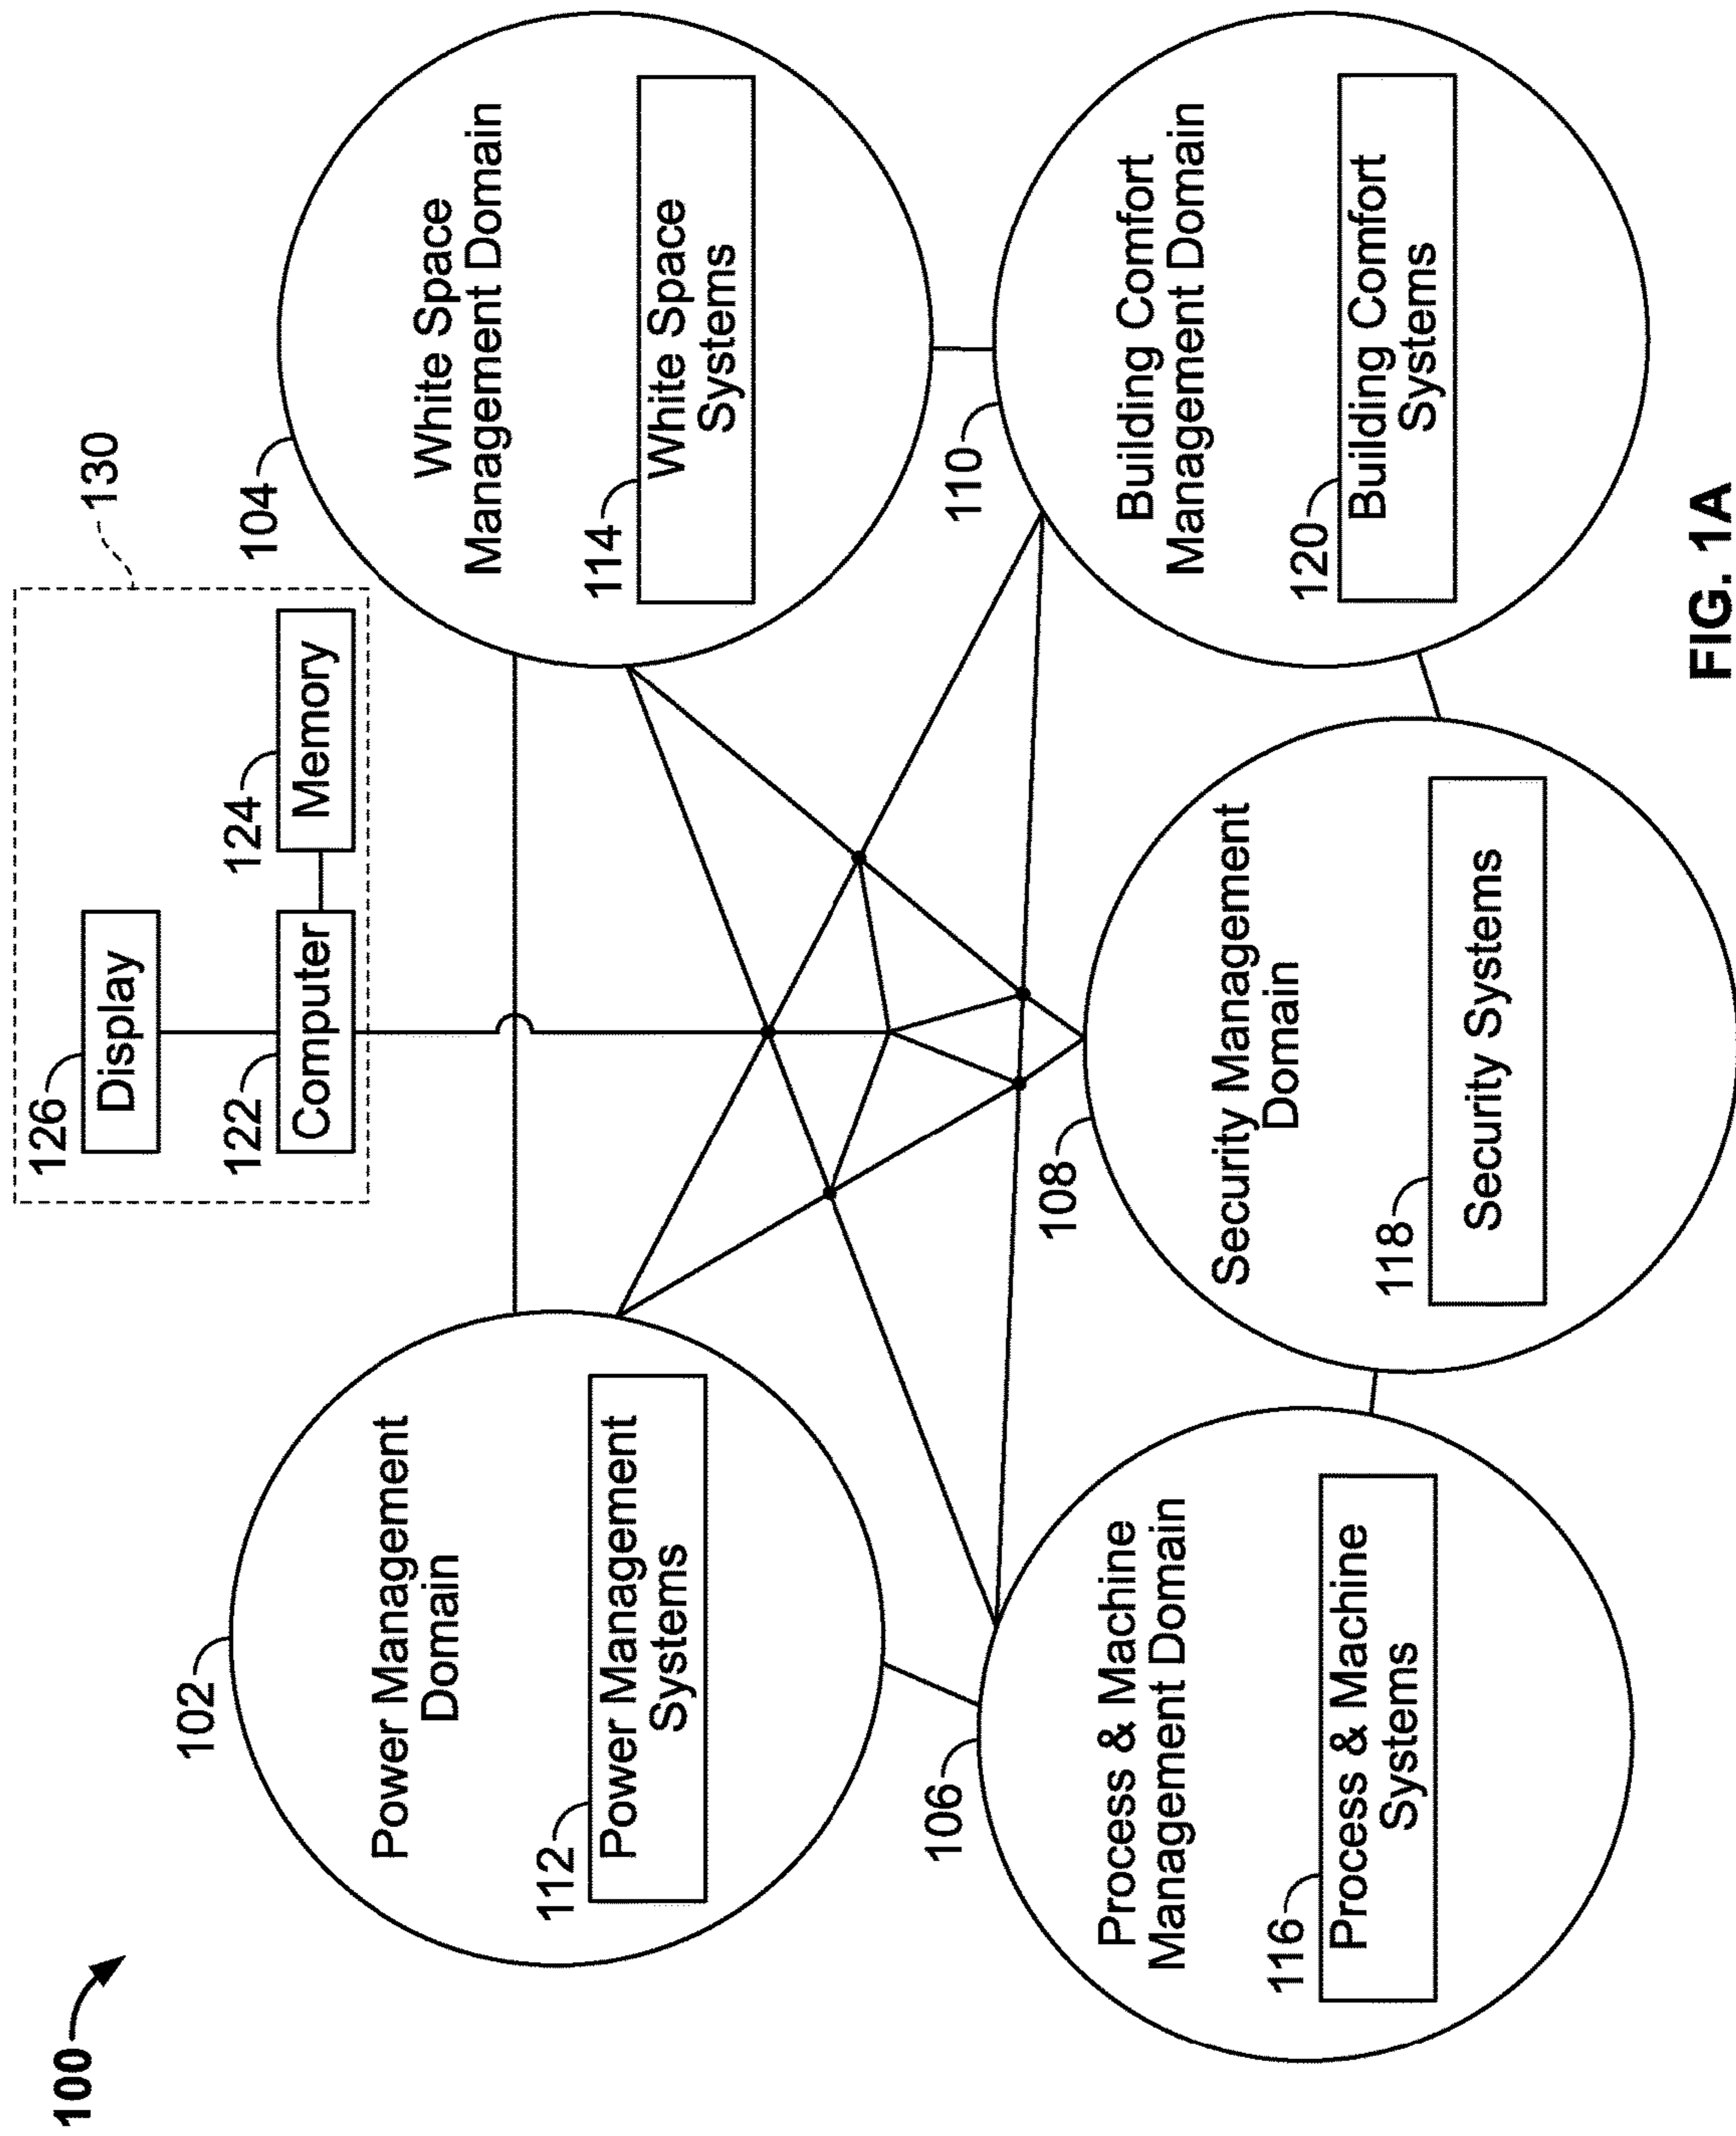 100
130
126
Display
122
Computer
124
Memory
102
Power Management
Domain
112
Power Management
Systems
104
White Space
Management Domain
114
White Space
Systems
106
Process & Machine
Management Domain
116
Process & Machine
Systems
108
Security Management
Domain
118
Security Systems
110
Building Comfort
Management Domain
120
Building Comfort
Systems
FIG. 1A